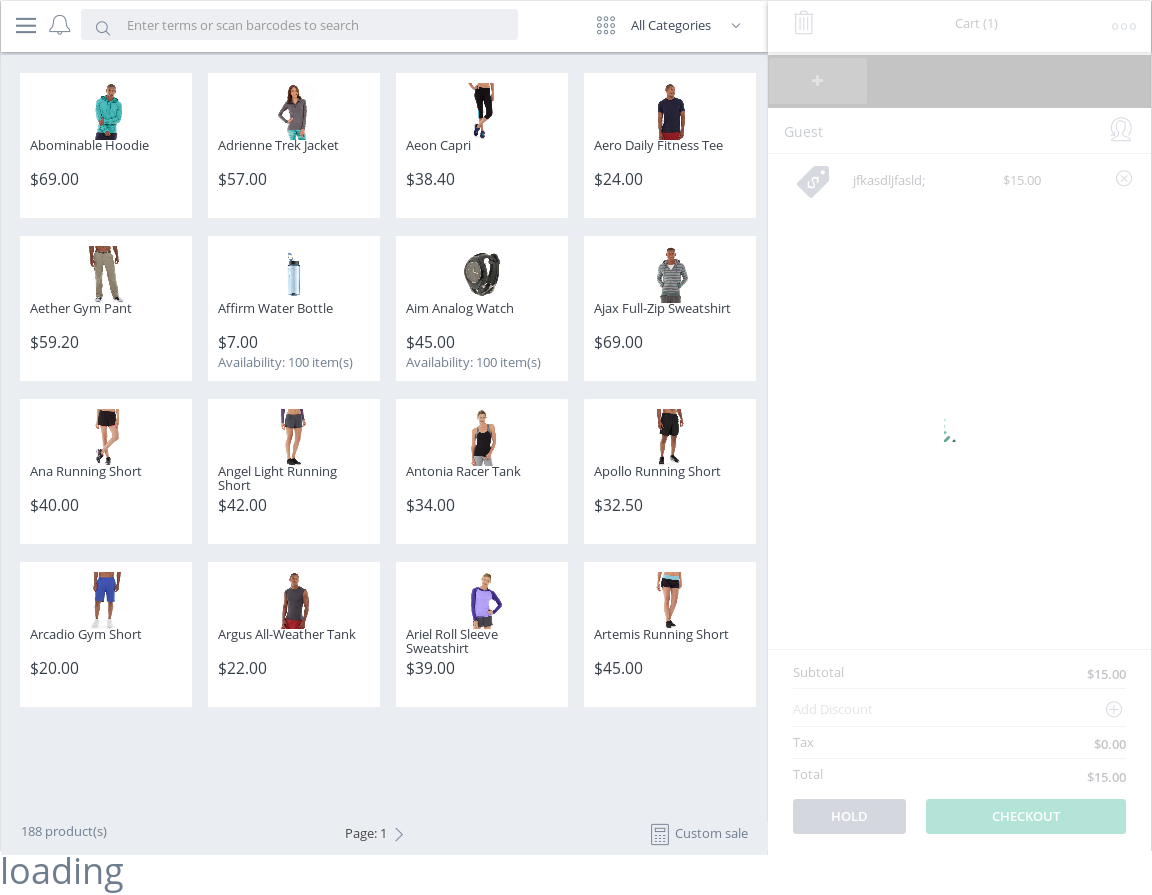 Enter terms or scan barcodes to search
All Categories
Cart (1)
Guest
jfkasdljfasld;
$15.00
Abominable Hoodie
$69.00
Adrienne Trek Jacket
$57.00
Aeon Capri
$38.40
Aero Daily Fitness Tee
$24.00
Aether Gym Pant
$59.20
Affirm Water Bottle
$7.00
Availability: 100 item(s)
Aim Analog Watch
$45.00
Availability: 100 item(s)
Ajax Full-Zip Sweatshirt
$69.00
Ana Running Short
$40.00
Angel Light Running
Short
$42.00
Antonia Racer Tank
$34.00
Apollo Running Short
$32.50
Arcadio Gym Short
$20.00
Argus All-Weather Tank
$22.00
Ariel Roll Sleeve
Sweatshirt
$39.00
Artemis Running Short
$45.00
Subtotal
$15.00
Add Discount
Tax
$0.00
Total
$15.00
HOLD
CHECKOUT
188 product(s)
Page: 1
Custom sale
loading